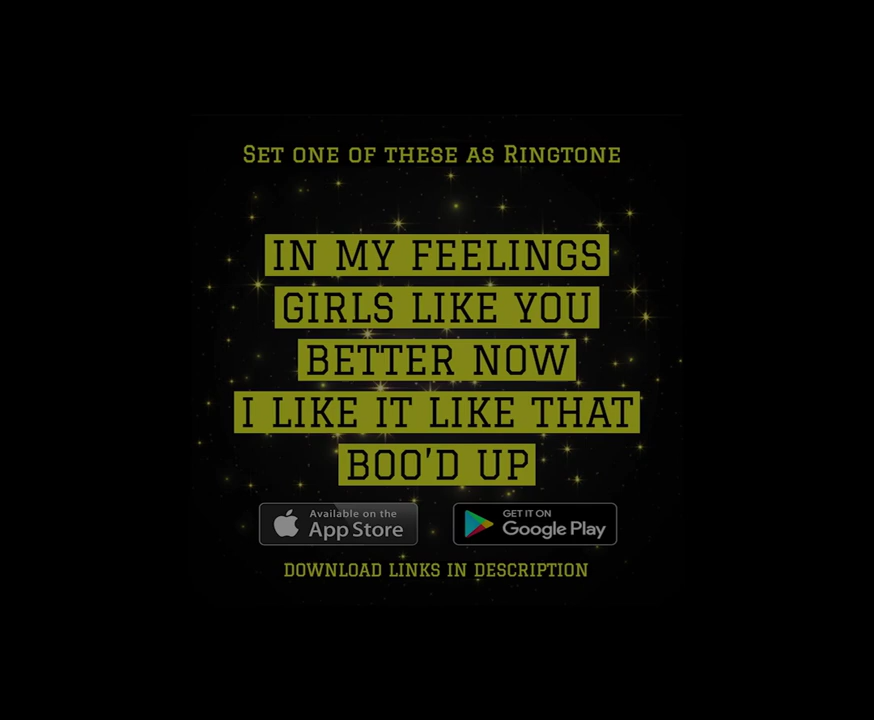 Set one of these as Ringtone
IN MY FEELINGS
GIRLS LIKE YOU
BETTER NOW
I LIKE IT LIKE THAT
BOO'D UP
Available on the
App Store
GET IT ON
Google Play
DOWNLOAD LINKS IN DESCRIPTION